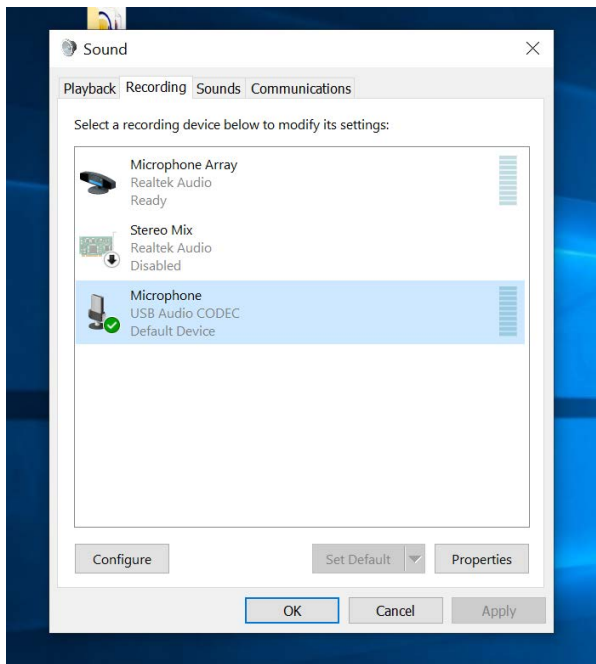 Sound
Playback Recording Sounds Communications
Select a recording device below to modify its settings:
Microphone Array
Realtek Audio
Ready
Stereo Mix
Realtek Audio
Disabled
Microphone
USB Audio CODEC
Default Device
Configure Set Default Properties
OK Cancel Apply